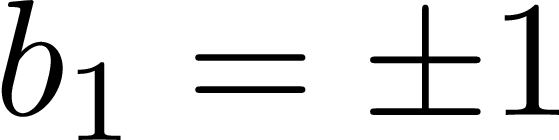 b₁ = ±1